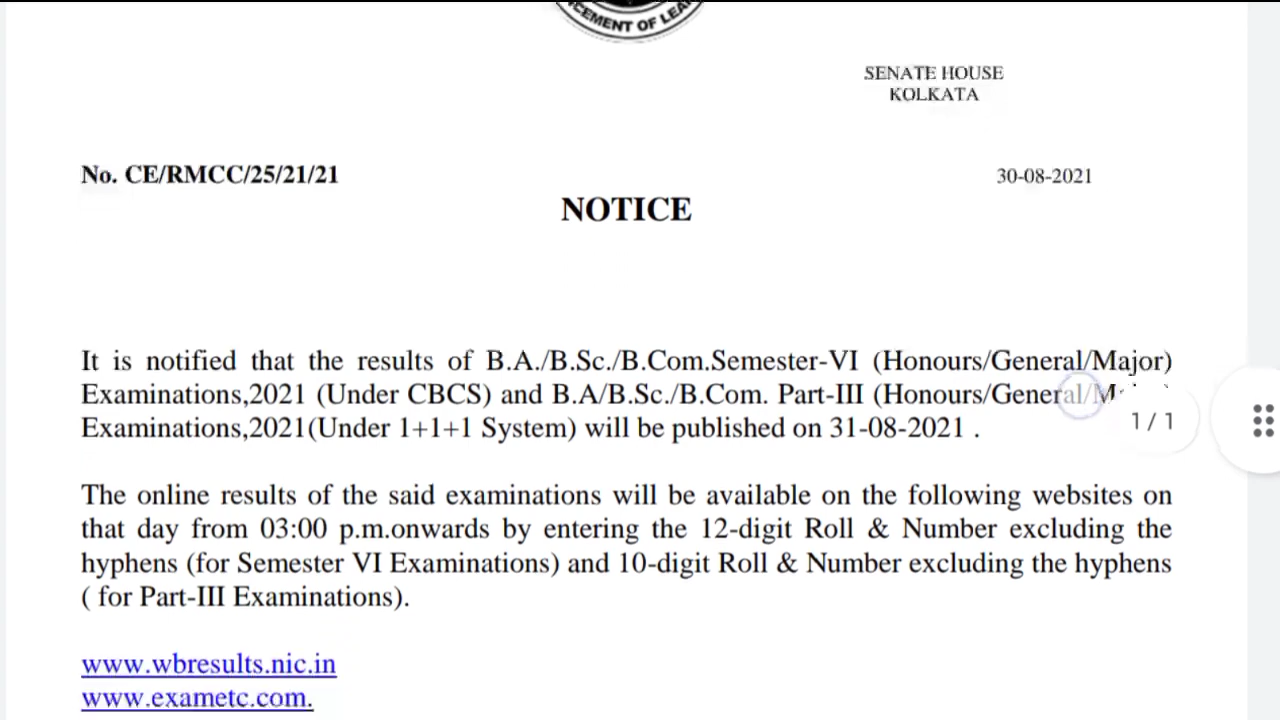 CEMENT OF LEA
SENATE HOUSE
KOLKATA
No. CE/RMCC/25/21/21
30-08-2021
NOTICE
It is notified that the results of B.A./B.Sc./B.Com.Semester-VI (Honours/General/Major)
Examinations,2021 (Under CBCS) and B.A/B.Sc./B.Com. Part-III (Honours/General/M
1 / 1
Examinations,2021(Under 1+1+1 System) will be published on 31-08-2021 .
The online results of the said examinations will be available on the following websites on
that day from 03:00 p.m.onwards by entering the 12-digit Roll & Number excluding the
hyphens (for Semester VI Examinations) and 10-digit Roll & Number excluding the hyphens
( for Part-III Examinations).
www.wbresults.nic.in
www.exametc.com.